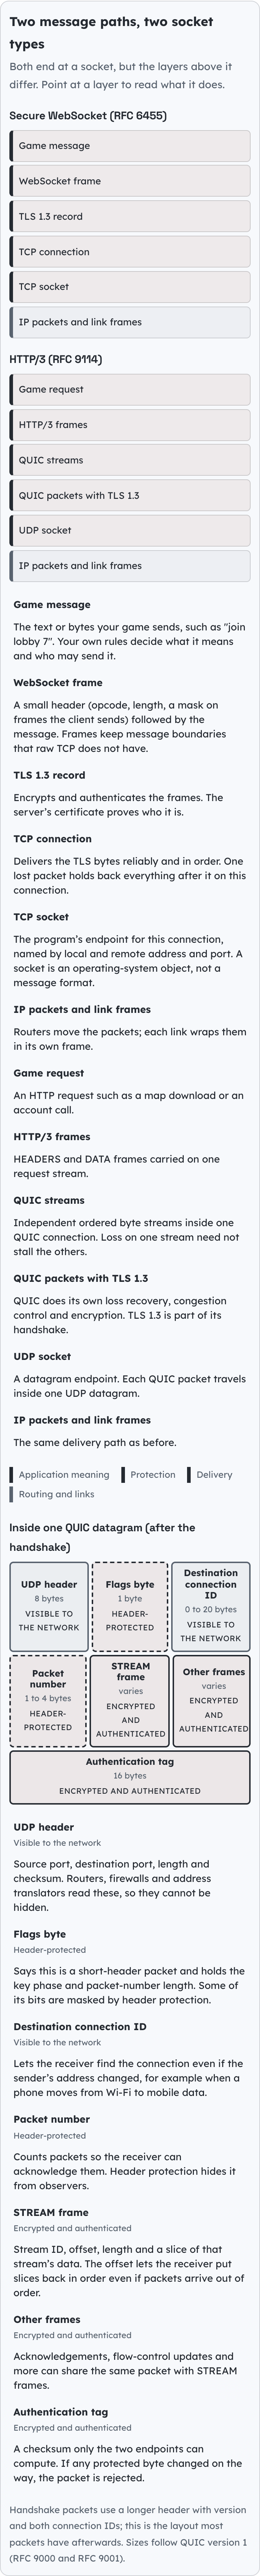 Two message paths, two socket
types
Both end at a socket, but the layers above it
differ. Point at a layer to read what it does.
Secure WebSocket (RFC 6455)
Game message
WebSocket frame
TLS 1.3 record
TCP connection
TCP socket
IP packets and link frames
HTTP/3 (RFC 9114)
Game request
HTTP/3 frames
QUIC streams
QUIC packets with TLS 1.3
UDP socket
IP packets and link frames
Game message
The text or bytes your game sends, such as "join
lobby 7". Your own rules decide what it means
and who may send it.
WebSocket frame
A small header (opcode, length, a mask on
frames the client sends) followed by the
message. Frames keep message boundaries
that raw TCP does not have.
TLS 1.3 record
Encrypts and authenticates the frames. The
server's certificate proves who it is.
TCP connection
Delivers the TLS bytes reliably and in order. One
lost packet holds back everything after it on this
connection.
TCP socket
The program's endpoint for this connection,
named by local and remote address and port. A
socket is an operating-system object, not a
message format.
IP packets and link frames
Routers move the packets; each link wraps them
in its own frame.
Game request
An HTTP request such as a map download or an
account call.
HTTP/3 frames
HEADERS and DATA frames carried on one
request stream.
QUIC streams
Independent ordered byte streams inside one
QUIC connection. Loss on one stream need not
stall the others.
QUIC packets with TLS 1.3
QUIC does its own loss recovery, congestion
control and encryption. TLS 1.3 is part of its
handshake.
UDP socket
A datagram endpoint. Each QUIC packet travels
inside one UDP datagram.
IP packets and link frames
The same delivery path as before.
Application meaning Protection Delivery
Routing and links
Inside one QUIC datagram (after the
handshake)
UDP header
8 bytes
VISIBLE TO
THE NETWORK
Flags byte
1 byte
HEADER-
PROTECTED
Destination
connection
ID
0 to 20 bytes
VISIBLE TO
THE NETWORK
Packet
number
1 to 4 bytes
HEADER-
PROTECTED
STREAM
frame
varies
ENCRYPTED
AND
AUTHENTICATED
Other frames
varies
ENCRYPTED
AND
AUTHENTICATED
Authentication tag
16 bytes
ENCRYPTED AND AUTHENTICATED
UDP header
Visible to the network
Source port, destination port, length and
checksum. Routers, firewalls and address
translators read these, so they cannot be
hidden.
Flags byte
Header-protected
Says this is a short-header packet and holds the
key phase and packet-number length. Some of
its bits are masked by header protection.
Destination connection ID
Visible to the network
Lets the receiver find the connection even if the
sender's address changed, for example when a
phone moves from Wi-Fi to mobile data.
Packet number
Header-protected
Counts packets so the receiver can
acknowledge them. Header protection hides it
from observers.
STREAM frame
Encrypted and authenticated
Stream ID, offset, length and a slice of that
stream's data. The offset lets the receiver put
slices back in order even if packets arrive out of
order.
Other frames
Encrypted and authenticated
Acknowledgements, flow-control updates and
more can share the same packet with STREAM
frames.
Authentication tag
Encrypted and authenticated
A checksum only the two endpoints can
compute. If any protected byte changed on the
way, the packet is rejected.
Handshake packets use a longer header with version
and both connection IDs; this is the layout most
packets have afterwards. Sizes follow QUIC version 1
(RFC 9000 and RFC 9001).